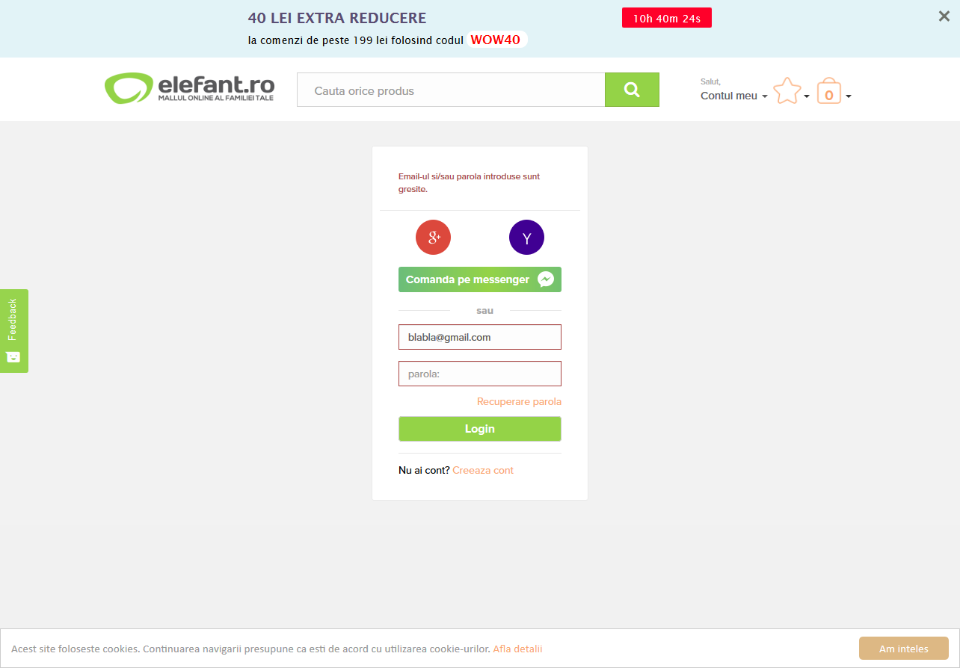 40 LEI EXTRA REDUCERE
10h 40m 24s
la comenzi de peste 199 lei folosind codul WOW40
elefant.ro
MALLUL ONLINE AL FAMILIEI TALE
Cauta orice produs
Salut,
Contul meu
0
Email-ul si/sau parola introduse sunt
gresite.
g+
Y
Comanda pe messenger
sau
blabla@gmail.com
parola:
Recuperare parola
Login
Nu ai cont? Creeaza cont
Feedback
Acest site foloseste cookies. Continuarea navigarii presupune ca esti de acord cu utilizarea cookie-urilor. Afla detalii
Am inteles